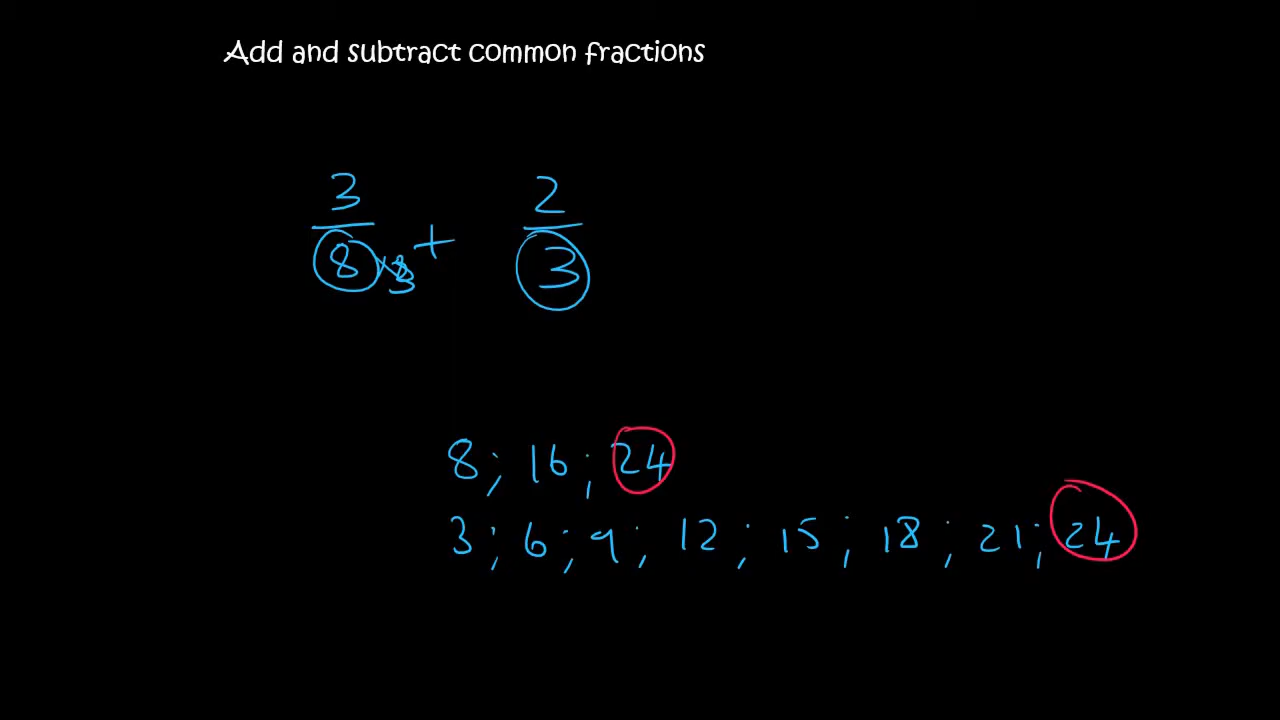 Add and subtract common fractions
3 2
8 ×3 + 3
8; 16; 24
3; 6; 9; 12; 15; 18; 21; 24